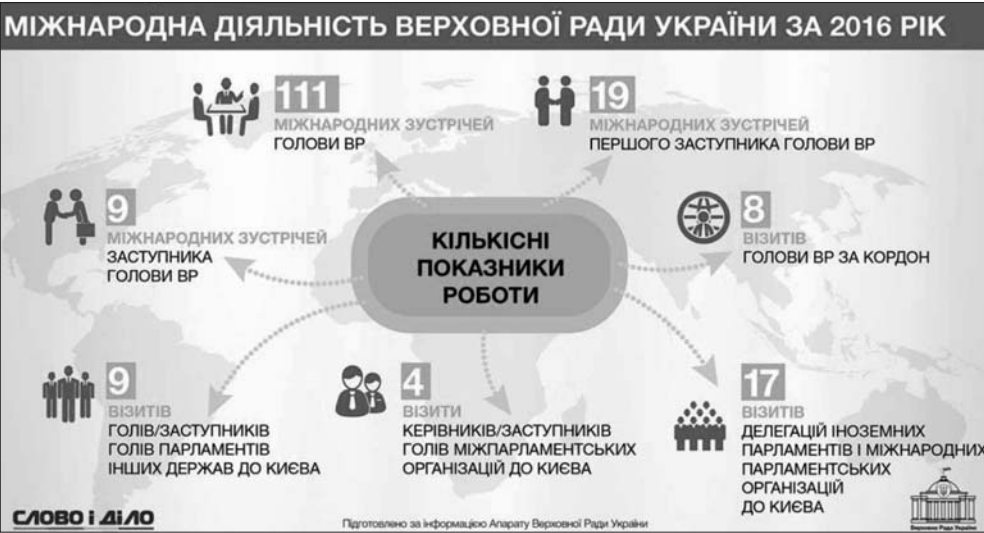 МІЖНАРОДНА ДІЯЛЬНІСТЬ ВЕРХОВНОЇ РАДИ УКРАЇНИ ЗА 2016 РІК
111
МІЖНАРОДНИХ ЗУСТРІЧЕЙ
ГОЛОВИ ВР
19
МІЖНАРОДНИХ ЗУСТРІЧЕЙ
ПЕРШОГО ЗАСТУПНИКА ГОЛОВИ ВР
9
МІЖНАРОДНИХ ЗУСТРІЧЕЙ
ЗАСТУПНИКА
ГОЛОВИ ВР
КІЛЬКІСНІ
ПОКАЗНИКИ
РОБОТИ
8
ВІЗИТІВ
ГОЛОВИ ВР ЗА КОРДОН
9
ВІЗИТІВ
ГОЛІВ/ЗАСТУПНИКІВ
ГОЛІВ ПАРЛАМЕНТІВ
ІНШИХ ДЕРЖАВ ДО КИЄВА
4
ВІЗИТИ
КЕРІВНИКІВ/ЗАСТУПНИКІВ
ГОЛІВ МІЖПАРЛАМЕНТСЬКИХ
ОРГАНІЗАЦІЙ ДО КИЄВА
17
ВІЗИТІВ
ДЕЛЕГАЦІЙ ІНОЗЕМНИХ
ПАРЛАМЕНТІВ І МІЖНАРОДНИХ
ПАРЛАМЕНТСЬКИХ
ОРГАНІЗАЦІЙ
ДО КИЄВА
СЛОВО і ДІЛО
Підготовлено за інформацією Апарату Верховної Ради України
Верховна Рада України